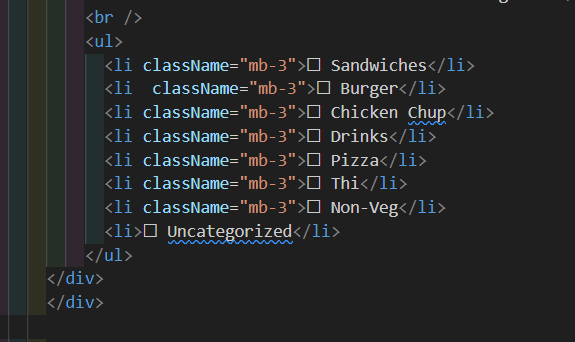 <br />
<ul>
<li className="mb-3">☐ Sandwiches</li>
<li  className="mb-3">☐ Burger</li>
<li className="mb-3">☐ Chicken Chup</li>
<li className="mb-3">☐ Drinks</li>
<li className="mb-3">☐ Pizza</li>
<li className="mb-3">☐ Thi</li>
<li className="mb-3">☐ Non-Veg</li>
<li>☐ Uncategorized</li>
</ul>
</div>
</div>